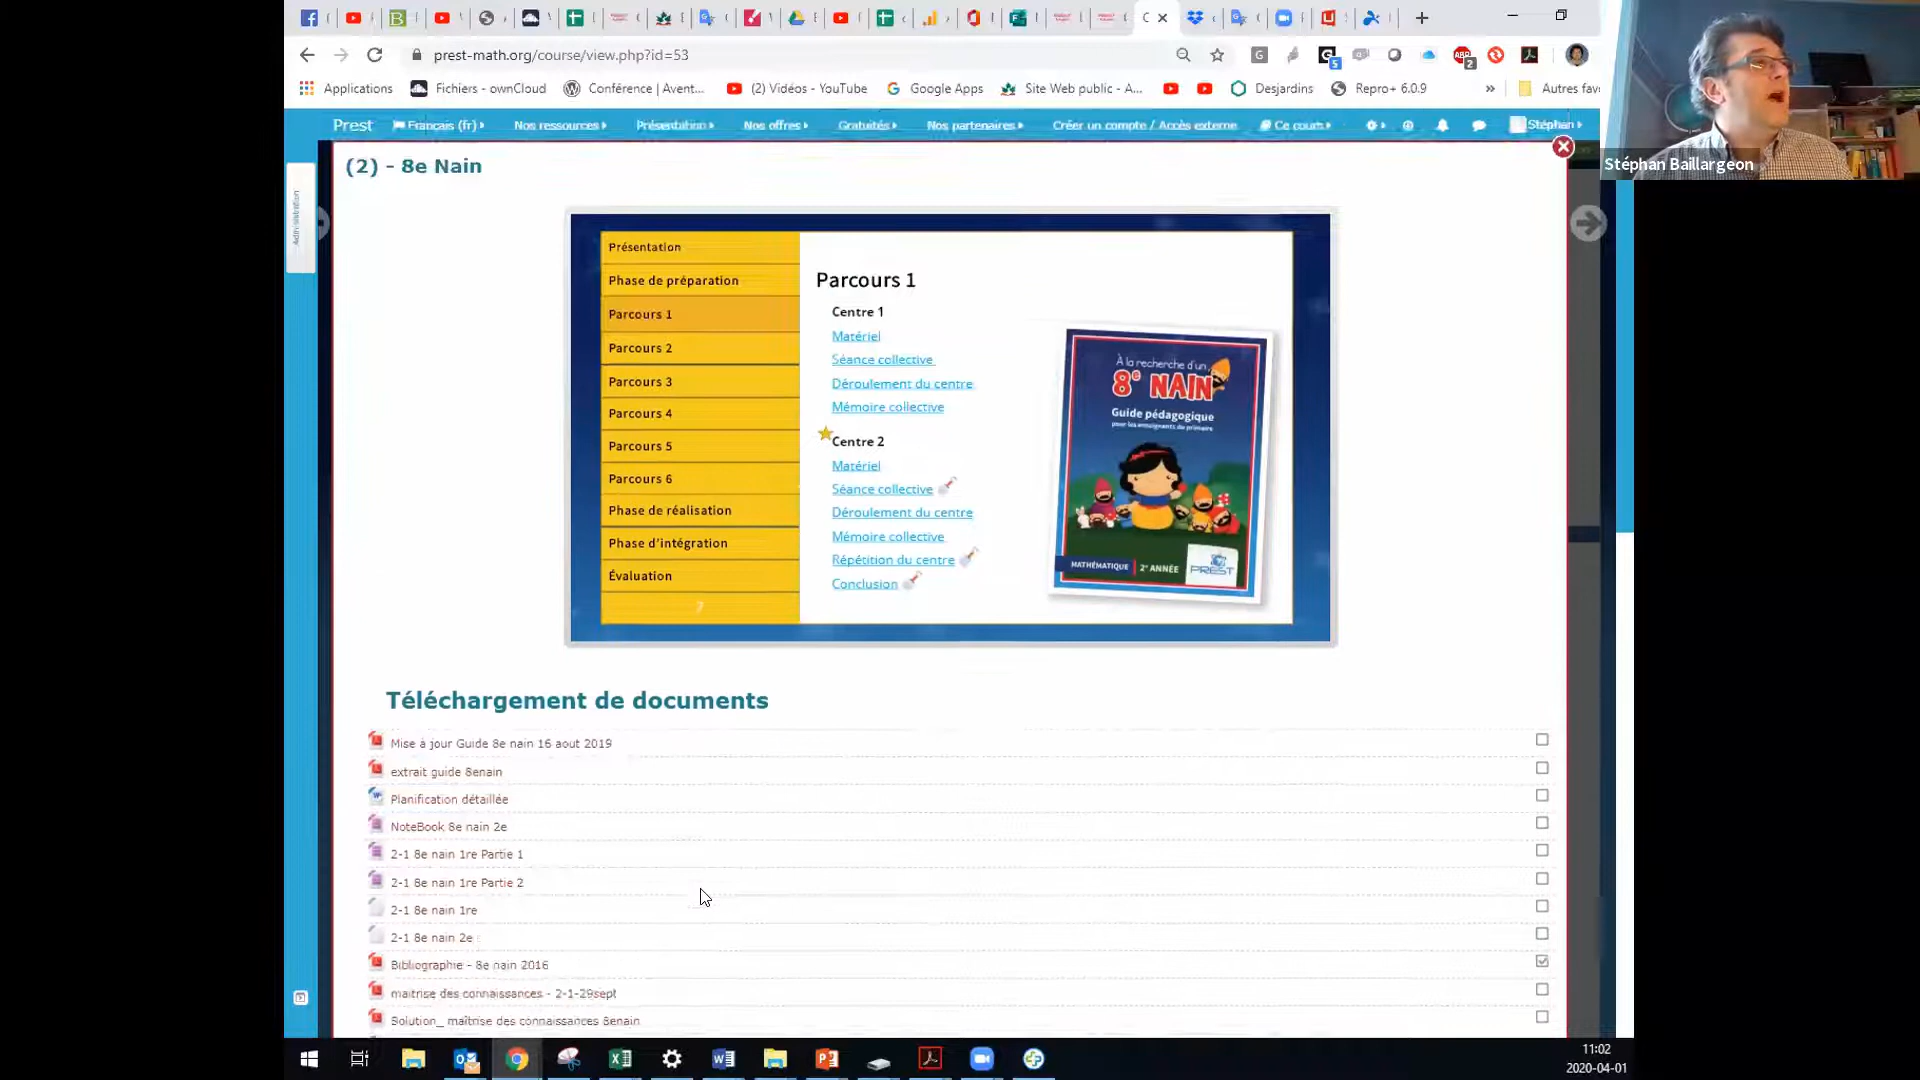 prest-math.org/course/view.php?id=53
Applications
Fichiers - ownCloud
Conférence | Avent...
(2) Vidéos - YouTube
Google Apps
Site Web public - A...
Desjardins
Repro+ 6.0.9
»
Autres fav
Prest
Français (fr)
Nos ressources
Présentation
Nos offres
Gratuités
Nos partenaires
Créer un compte / Accès externe
Ce cours
Stéphan
Stéphan Baillargeon
Administration
(2) - 8e Nain
Présentation
Phase de préparation
Parcours 1
Parcours 2
Parcours 3
Parcours 4
Parcours 5
Parcours 6
Phase de réalisation
Phase d'intégration
Évaluation
Parcours 1
Centre 1
Matériel
Séance collective
Déroulement du centre
Mémoire collective
Centre 2
Matériel
Séance collective
Déroulement du centre
Mémoire collective
Répétition du centre
Conclusion
À la recherche d'un
8e NAIN
Guide pédagogique
pour les enseignants du primaire
MATHÉMATIQUE | 2e ANNÉE
PREST
Téléchargement de documents
Mise à jour Guide 8e nain 16 aout 2019
extrait guide 8enain
Planification détaillée
NoteBook 8e nain 2e
2-1 8e nain 1re Partie 1
2-1 8e nain 1re Partie 2
2-1 8e nain 1re
2-1 8e nain 2e
Bibliographie - 8e nain 2016
maitrise des connaissances - 2-1-29sept
Solution_ maîtrise des connaissances 8enain
11:02
2020-04-01